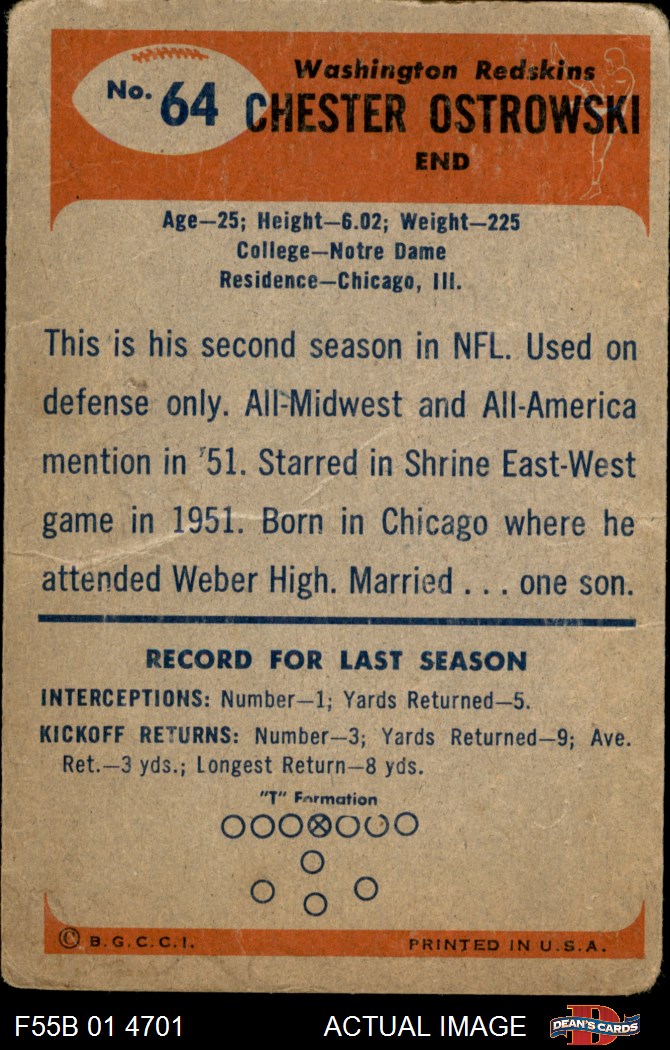 No. 64
Washington Redskins
CHESTER OSTROWSKI
END
Age—25; Height—6.02; Weight—225
College—Notre Dame
Residence—Chicago, Ill.
This is his second season in NFL. Used on
defense only. All-Midwest and All-America
mention in '51. Starred in Shrine East-West
game in 1951. Born in Chicago where he
attended Weber High. Married . . . one son.
RECORD FOR LAST SEASON
INTERCEPTIONS: Number—1; Yards Returned—5.
KICKOFF RETURNS: Number—3; Yards Returned—9; Ave.
Ret.—3 yds.; Longest Return—8 yds.
"T" Formation
© B.G.C.C.I. PRINTED IN U.S.A.
F55B 01 4701 ACTUAL IMAGE D DEAN'S CARDS